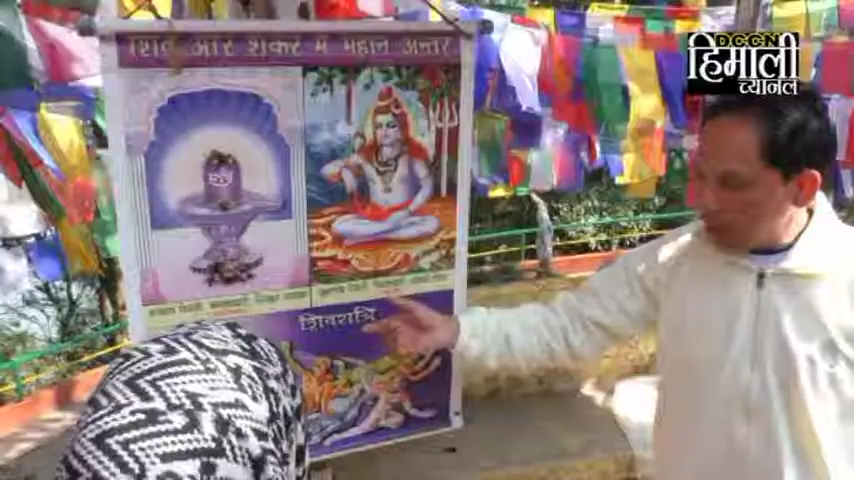 DCCN
हिमाली
च्यानल
शिव और शंकर में महान अन्तर
शिवरात्रि